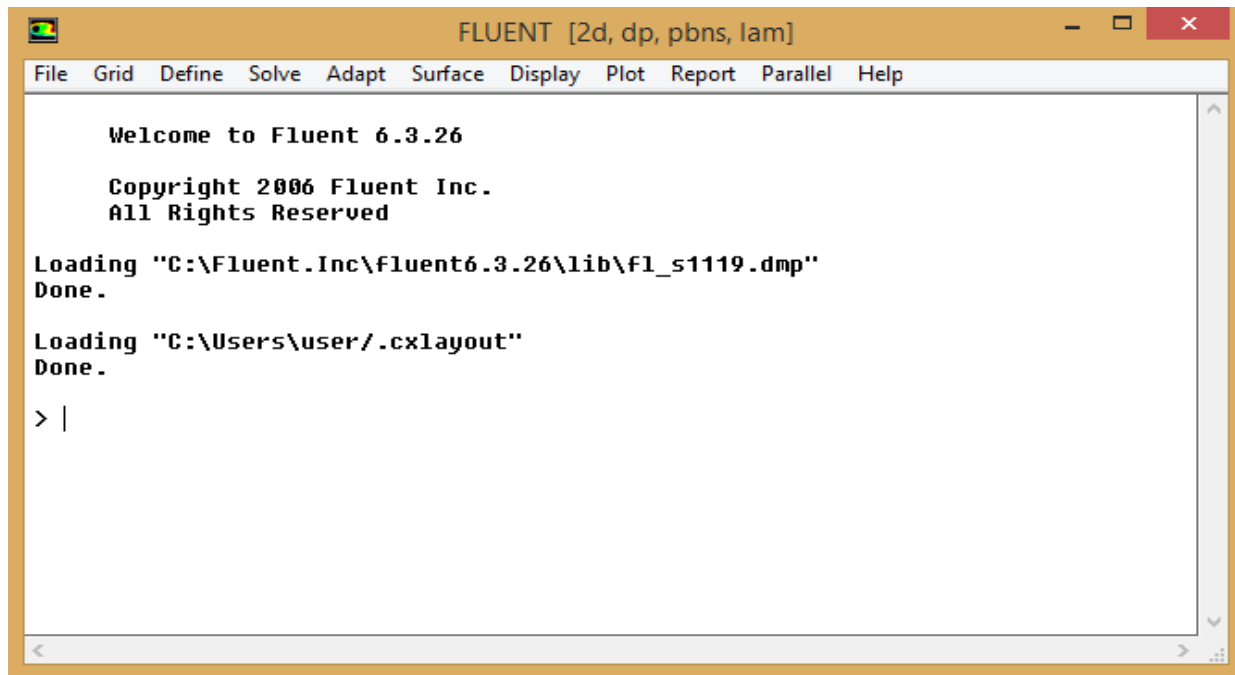 FLUENT [2d, dp, pbns, lam]
File Grid Define Solve Adapt Surface Display Plot Report Parallel Help
Welcome to Fluent 6.3.26
Copyright 2006 Fluent Inc.
All Rights Reserved
Loading "C:\Fluent.Inc\fluent6.3.26\lib\fl_s1119.dmp"
Done.
Loading "C:\Users\user/.cxlayout"
Done.
>